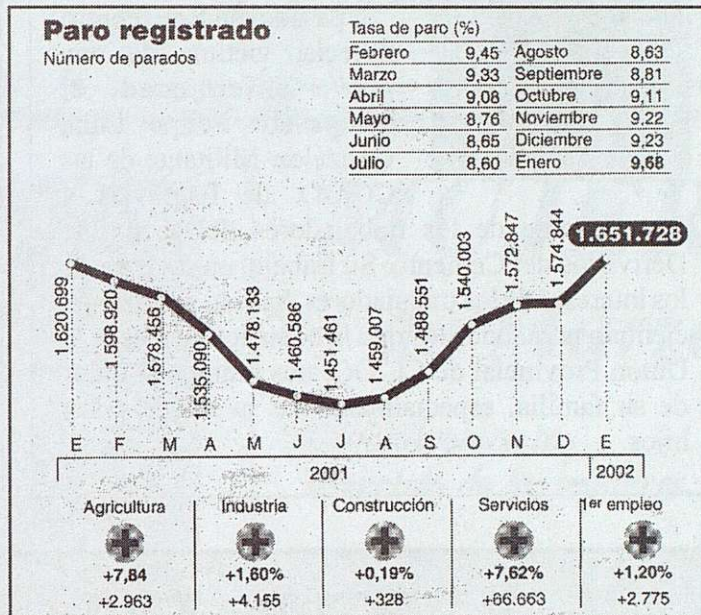 Paro registrado
Número de parados
Tasa de paro (%)
Febrero 9,45 Agosto 8,63
Marzo 9,33 Septiembre 8,81
Abril 9,08 Octubre 9,11
Mayo 8,76 Noviembre 9,22
Junio 8,65 Diciembre 9,23
Julio 8,60 Enero 9,68
1.620.699
1.598.920
1.578.456
1.535.090
1.478.133
1.460.586
1.451.461
1.459.007
1.488.551
1.540.003
1.572.847
1.574.844
1.651.728
E F M A M J J A S O N D E
2001 2002
Agricultura Industria Construcción Servicios 1er empleo
+7,84 +1,60% +0,19% +7,62% +1,20%
+2.963 +4.155 +328 +66.663 +2.775